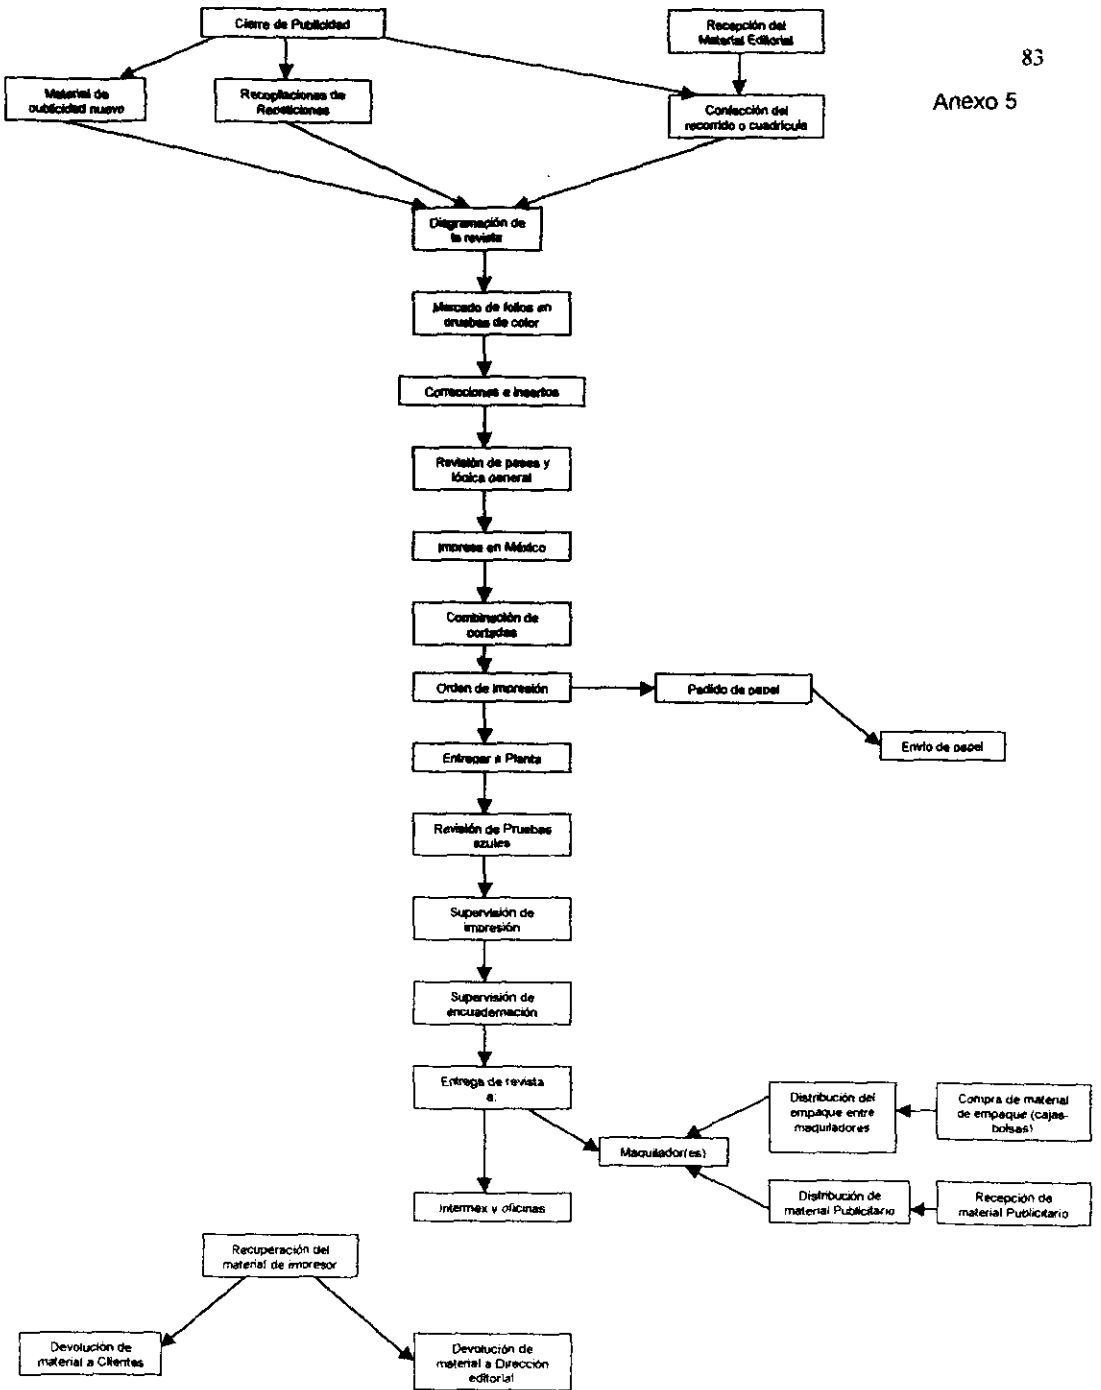 Cierre de Publicidad
Recepción del
Material Editorial
83
Anexo 5
Material de
publicidad nuevo
Recopilaciones de
Repeticiones
Confección del
recorrido o cuadrícula
Diagramación de
la revista
Marcado de folios en
pruebas de color
Correcciones e insertos
Revisión de pases y
lógica general
Imprese en México
Combinación de
portadas
Orden de impresión
Pedido de papel
Envío de papel
Entregar a Planta
Revisión de Pruebas
azules
Supervisión de
impresión
Supervisión de
encuadernación
Entrega de revista
a:
Distribución del
empaque entre
maquiladores
Compra de material
de empaque (cajas-
bolsas)
Maquilador(es)
Distribución de
material Publicitario
Recepción de
material Publicitario
Intermex y oficinas
Recuperación del
material de impresor
Devolución de
material a Clientes
Devolución de
material a Dirección
editorial